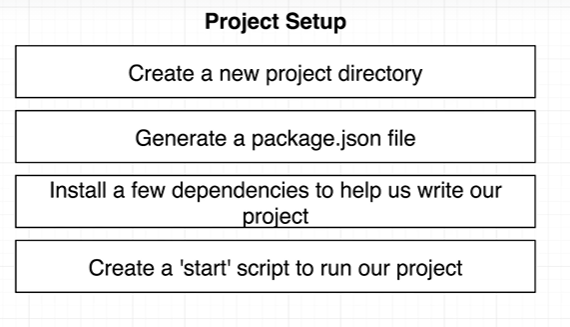 Project Setup
Create a new project directory
Generate a package.json file
Install a few dependencies to help us write our
project
Create a 'start' script to run our project